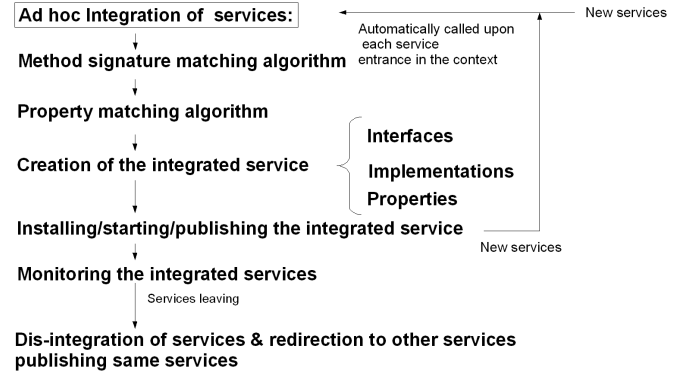 Ad hoc Integration of services:
New services
Automatically called upon
each service
entrance in the context
Method signature matching algorithm
Property matching algorithm
Creation of the integrated service
Interfaces
Implementations
Properties
Installing/starting/publishing the integrated service
New services
Monitoring the integrated services
Services leaving
Dis-integration of services & redirection to other services
publishing same services